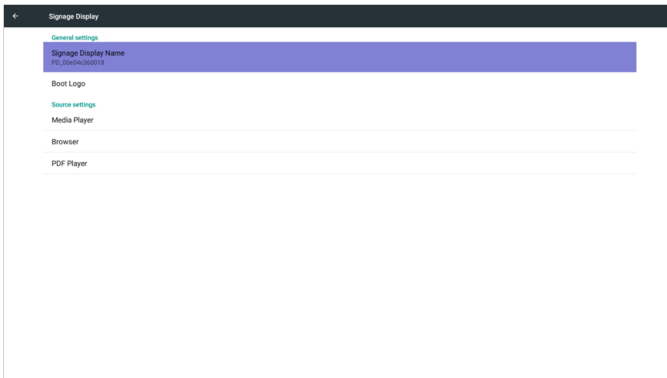 Signage Display
General settings
Signage Display Name
PD_00e04c360018
Boot Logo
Source settings
Media Player
Browser
PDF Player